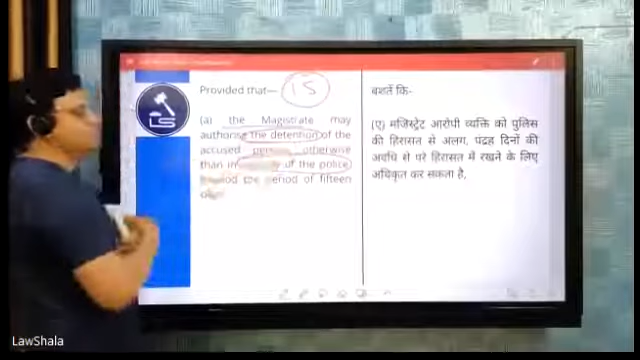 Provided that—
15
(a) the Magistrate may
authorise the detention of the
accused person otherwise
than in of the police
the period of fifteen
बशर्ते कि-
(ए) मजिस्ट्रेट आरोपी व्यक्ति को पुलिस
की हिरासत से अलग, पंद्रह दिनों की
अवधि से परे हिरासत में रखने के लिए
अधिकृत कर सकता है,
LS
LawShala